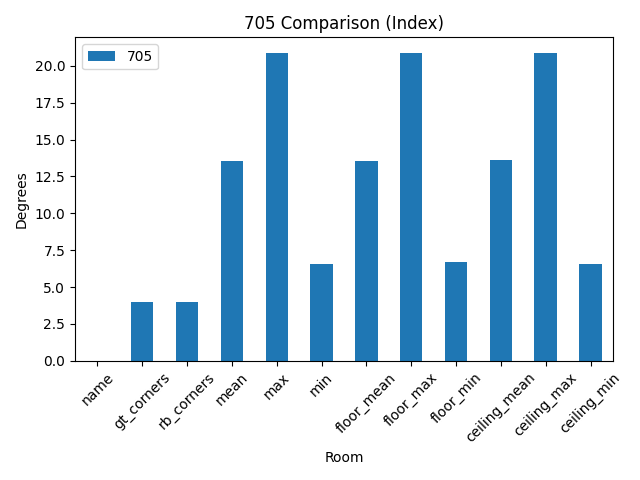 705 Comparison (Index)
705
Degrees
20.0
17.5
15.0
12.5
10.0
7.5
5.0
2.5
0.0
name
gt_corners
rb_corners
mean
max
min
floor_mean
floor_max
floor_min
ceiling_mean
ceiling_max
ceiling_min
Room